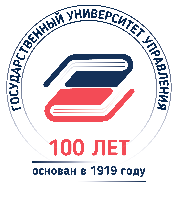 ГОСУДАРСТВЕННЫЙ УНИВЕРСИТЕТ УПРАВЛЕНИЯ
100 ЛЕТ
основан в 1919 году